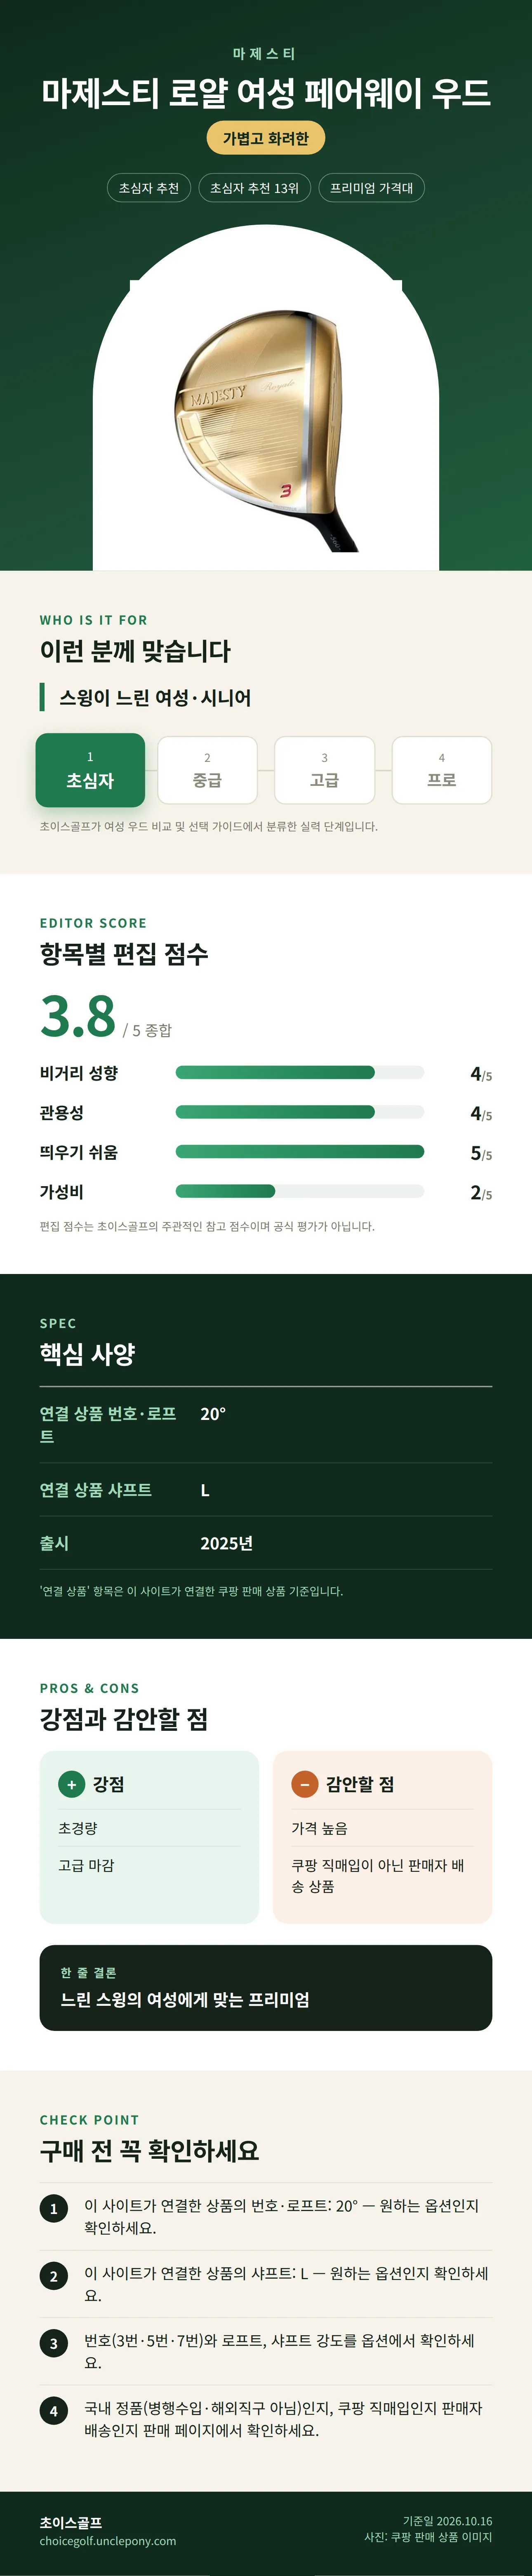 마제스티
마제스티 로얄 여성 페어웨이 우드
가볍고 화려한
초심자 추천
초심자 추천 13위
프리미엄 가격대
MAJESTY
Royale
3
WHO IS IT FOR
이런 분께 맞습니다
스윙이 느린 여성·시니어
1
초심자
2
중급
3
고급
4
프로
초이스골프가 여성 우드 비교 및 선택 가이드에서 분류한 실력 단계입니다.
EDITOR SCORE
항목별 편집 점수
3.8 / 5 종합
비거리 성향 4/5
관용성 4/5
띄우기 쉬움 5/5
가성비 2/5
편집 점수는 초이스골프의 주관적인 참고 점수이며 공식 평가가 아닙니다.
SPEC
핵심 사양
연결 상품 번호·로프 20°
트
연결 상품 샤프트 L
출시 2025년
'연결 상품' 항목은 이 사이트가 연결한 쿠팡 판매 상품 기준입니다.
PROS & CONS
강점과 감안할 점
+ 강점
초경량
고급 마감
− 감안할 점
가격 높음
쿠팡 직매입이 아닌 판매자 배
송 상품
한 줄 결론
느린 스윙의 여성에게 맞는 프리미엄
CHECK POINT
구매 전 꼭 확인하세요
1 이 사이트가 연결한 상품의 번호·로프트: 20° — 원하는 옵션인지
확인하세요.
2 이 사이트가 연결한 상품의 샤프트: L — 원하는 옵션인지 확인하세
요.
3 번호(3번·5번·7번)와 로프트, 샤프트 강도를 옵션에서 확인하세
요.
4 국내 정품(병행수입·해외직구 아님)인지, 쿠팡 직매입인지 판매자
배송인지 판매 페이지에서 확인하세요.
초이스골프
choicegolf.unclepony.com
기준일 2026.10.16
사진: 쿠팡 판매 상품 이미지